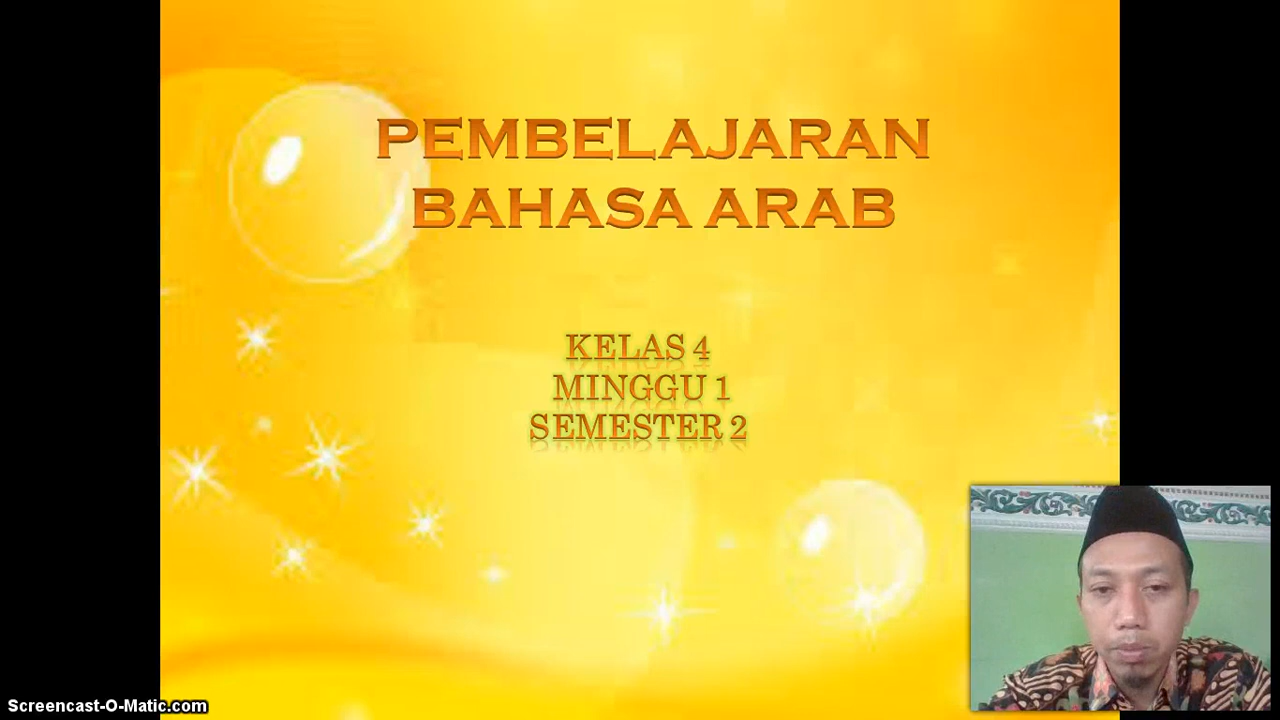 PEMBELAJARAN
BAHASA ARAB
KELAS 4
MINGGU 1
SEMESTER 2
Screencast-O-Matic.com